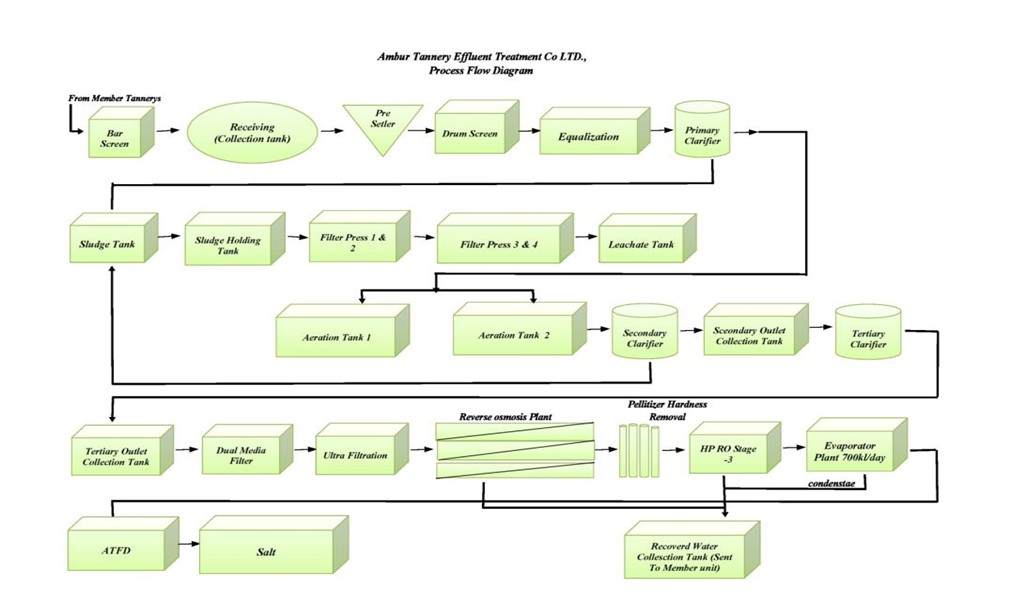 Ambur Tannery Effluent Treatment Co LTD.,
Process Flow Diagram
From Member Tannerys
Bar
Screen
Receiving
(Collection tank)
Pre
Setler
Drum Screen
Equalization
Primary
Clarifier
Sludge Tank
Sludge Holding
Tank
Filter Press 1 &
2
Filter Press 3 & 4
Leachate Tank
Aeration Tank 1
Aeration Tank 2
Secondary
Clarifier
Sceondary Outlet
Collection Tank
Tertiary
Clarifier
Tertiary Outlet
Collection Tank
Dual Media
Filter
Ultra Filtration
Reverse osmosis Plant
Pellitizer Hardness
Removal
HP RO Stage
-3
Evaporator
Plant 700kl/day
condenstae
ATFD
Salt
Recoverd Water
Collesction Tank (Sent
To Member unit)